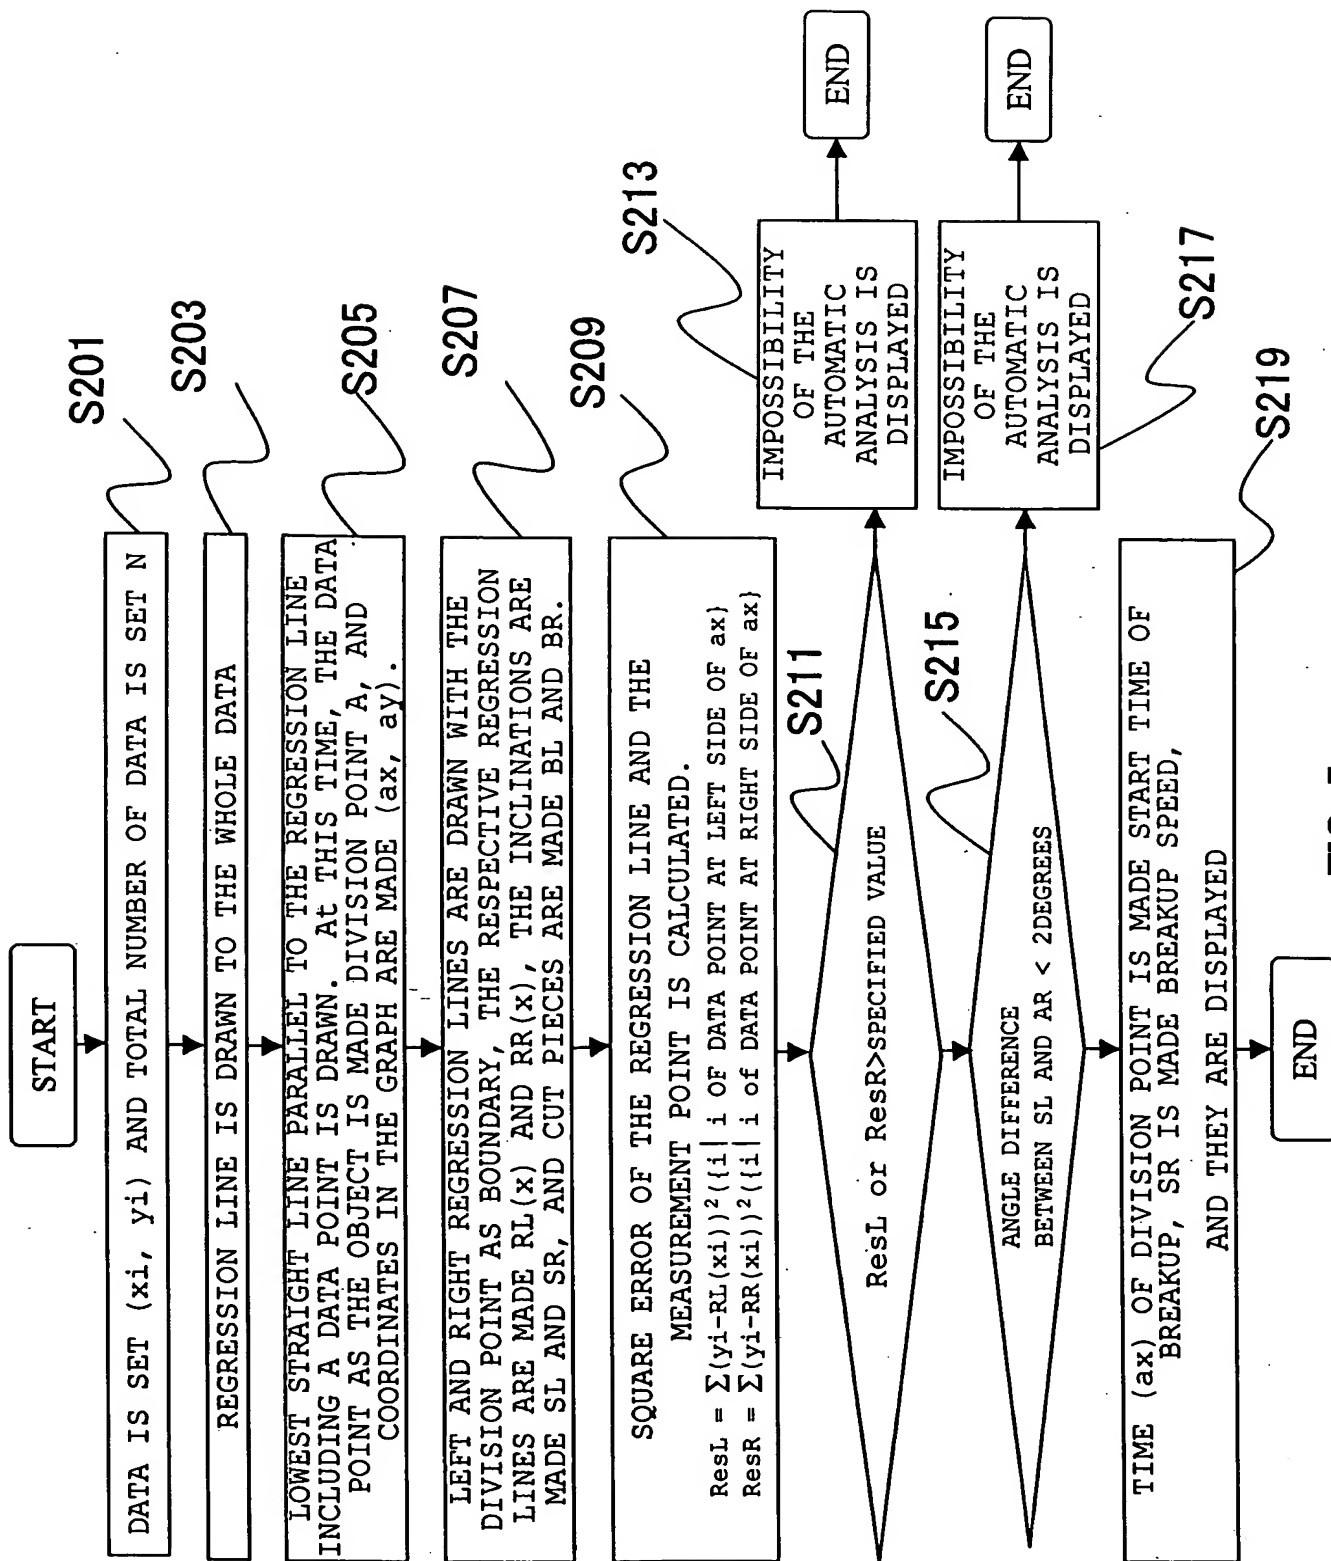 START
DATA IS SET (xi, yi) AND TOTAL NUMBER OF DATA IS SET N
S201
REGRESSION LINE IS DRAWN TO THE WHOLE DATA
S203
LOWEST STRAIGHT LINE PARALLEL TO THE REGRESSION LINE
INCLUDING A DATA POINT IS DRAWN. At THIS TIME, THE DATA
POINT AS THE OBJECT IS MADE DIVISION POINT A, AND
COORDINATES IN THE GRAPH ARE MADE (ax, ay).
S205
LEFT AND RIGHT REGRESSION LINES ARE DRAWN WITH THE
DIVISION POINT AS BOUNDARY, THE RESPECTIVE REGRESSION
LINES ARE MADE RL(x) AND RR(x), THE INCLINATIONS ARE
MADE SL AND SR, AND CUT PIECES ARE MADE BL AND BR.
S207
SQUARE ERROR OF THE REGRESSION LINE AND THE
MEASUREMENT POINT IS CALCULATED.
ResL = Σ(yi-RL(xi))²({i| i OF DATA POINT AT LEFT SIDE OF ax}
ResR = Σ(yi-RR(xi))²({i| i of DATA POINT AT RIGHT SIDE OF ax}
S209
ResL or ResR>SPECIFIED VALUE
S211
IMPOSSIBILITY
OF THE
AUTOMATIC
ANALYSIS IS
DISPLAYED
S213
END
ANGLE DIFFERENCE
BETWEEN SL AND AR < 2DEGREES
S215
IMPOSSIBILITY
OF THE
AUTOMATIC
ANALYSIS IS
DISPLAYED
S217
END
TIME (ax) OF DIVISION POINT IS MADE START TIME OF
BREAKUP, SR IS MADE BREAKUP SPEED,
AND THEY ARE DISPLAYED
S219
END